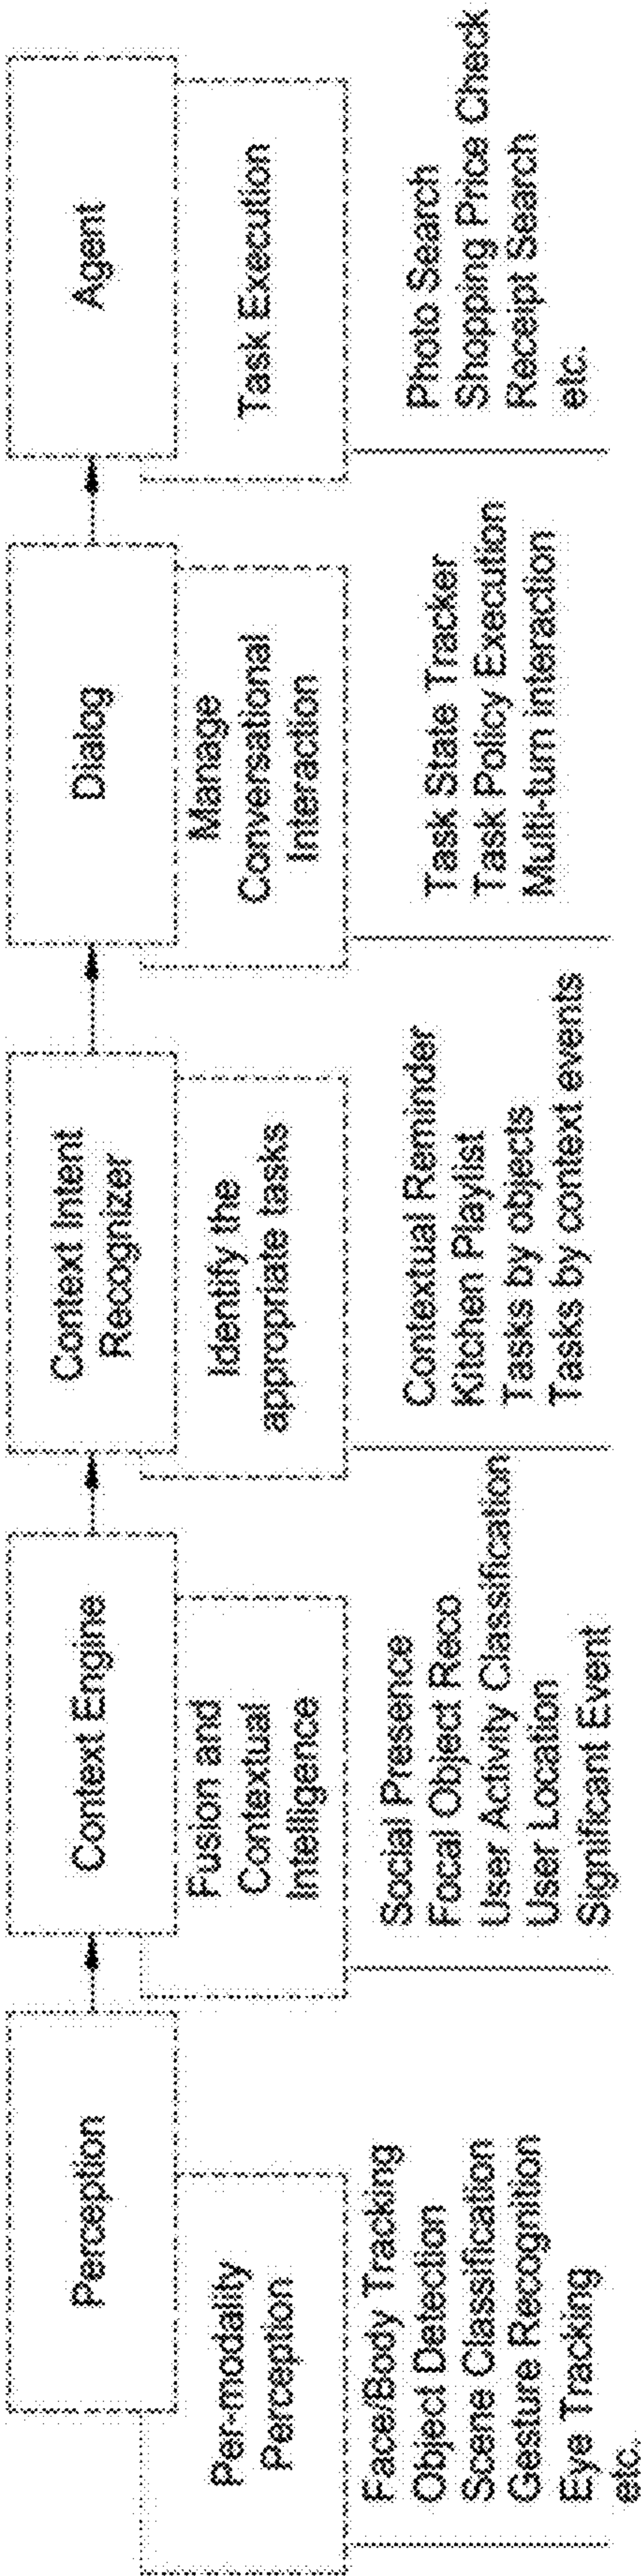 Perception
Per-modality
Perception
Face/Body Tracking
Object Detection
Scene Classification
Gesture Recognition
Eye Tracking
etc.
Context Engine
Fusion and
Contextual
Intelligence
Social Presence
Focal Object Reco
User Activity Classification
User Location
Significant Event
Context Intent
Recognizer
Identify the
appropriate tasks
Contextual Reminder
Kitchen Playlist
Tasks by objects
Tasks by context events
Dialog
Manage
Conversational
Interaction
Task State Tracker
Task Policy Execution
Multi-turn interaction
Agent
Task Execution
Photo Search
Shopping Price Check
Receipt Search
etc.